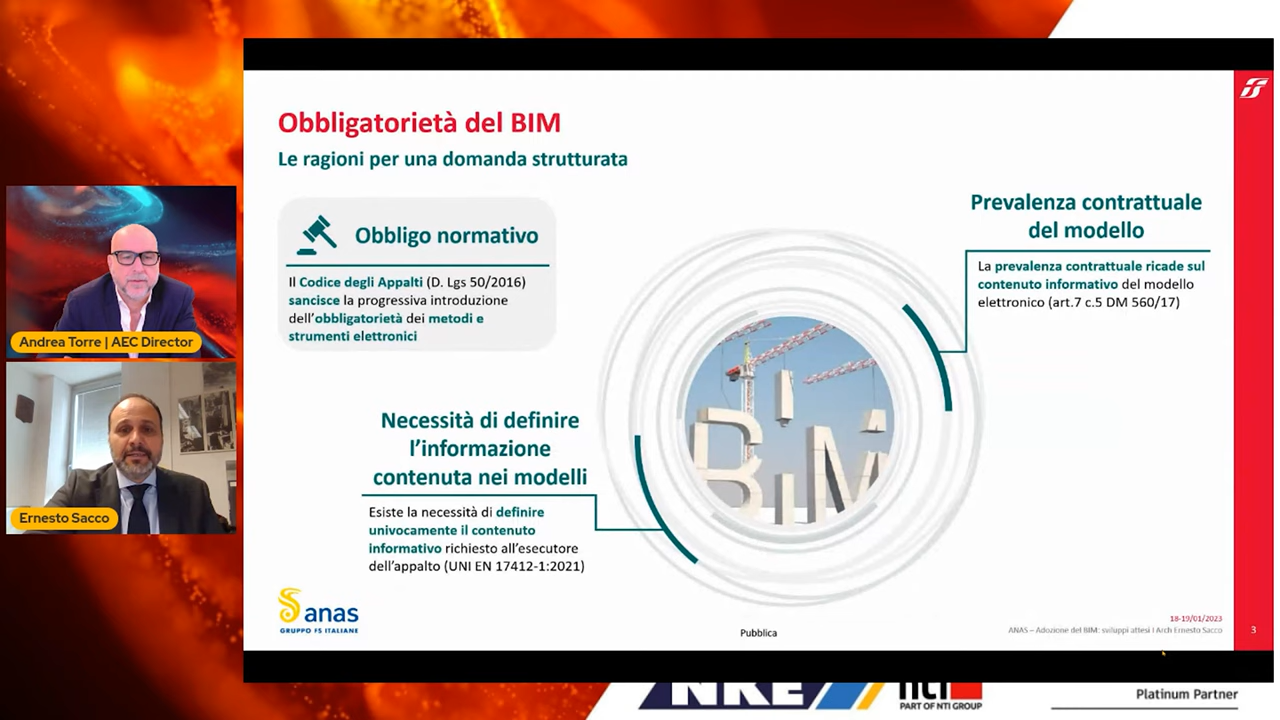 Obbligatorietà del BIM
Le ragioni per una domanda strutturata
Obbligo normativo
Il Codice degli Appalti (D. Lgs 50/2016)
sancisce la progressiva introduzione
dell'obbligatorietà dei metodi e
strumenti elettronici
Prevalenza contrattuale
del modello
La prevalenza contrattuale ricade sul
contenuto informativo del modello
elettronico (art.7 c.5 DM 560/17)
BiM
Necessità di definire
l'informazione
contenuta nei modelli
Esiste la necessità di definire
univocamente il contenuto
informativo richiesto all'esecutore
dell'appalto (UNI EN 17412-1:2021)
Andrea Torre | AEC Director
Ernesto Sacco
anas
GRUPPO FS ITALIANE
Pubblica
18-19/01/2023
ANAS – Adozione del BIM: sviluppi attesi I Arch Ernesto Sacco
3
NKE
nti
PART OF NTI GROUP
Platinum Partner